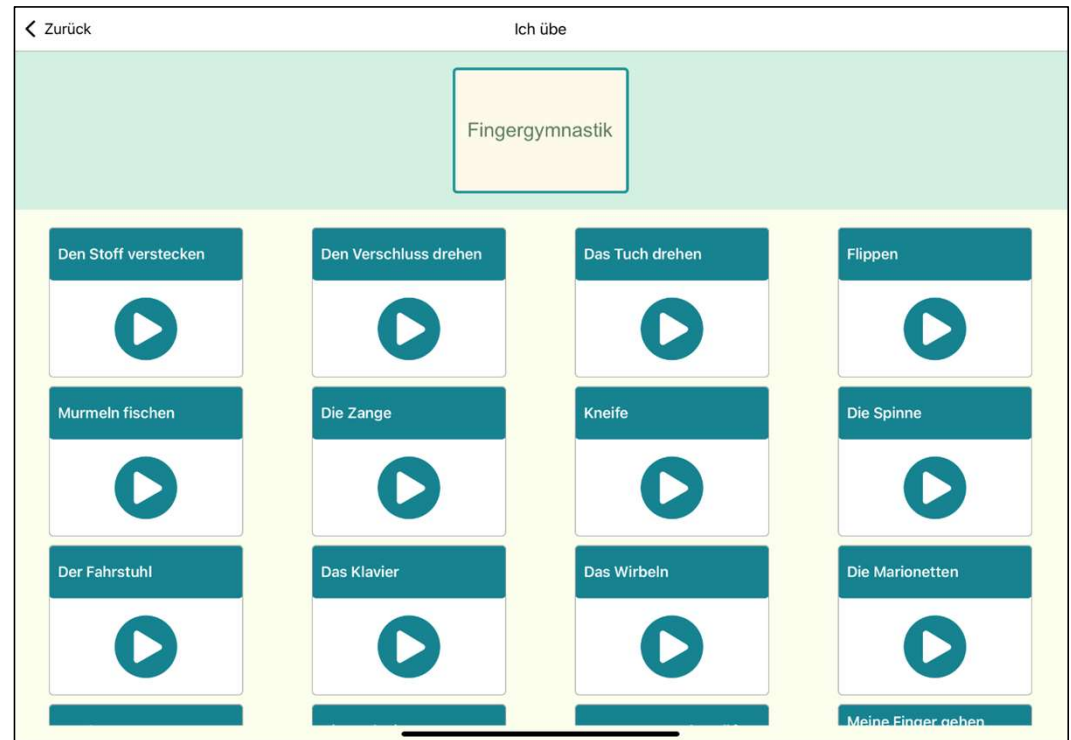 Zurück
Ich übe
Fingergymnastik
Den Stoff verstecken
Den Verschluss drehen
Das Tuch drehen
Flippen
Murmeln fischen
Die Zange
Kneife
Die Spinne
Der Fahrstuhl
Das Klavier
Das Wirbeln
Die Marionetten
Meine Finger gehen